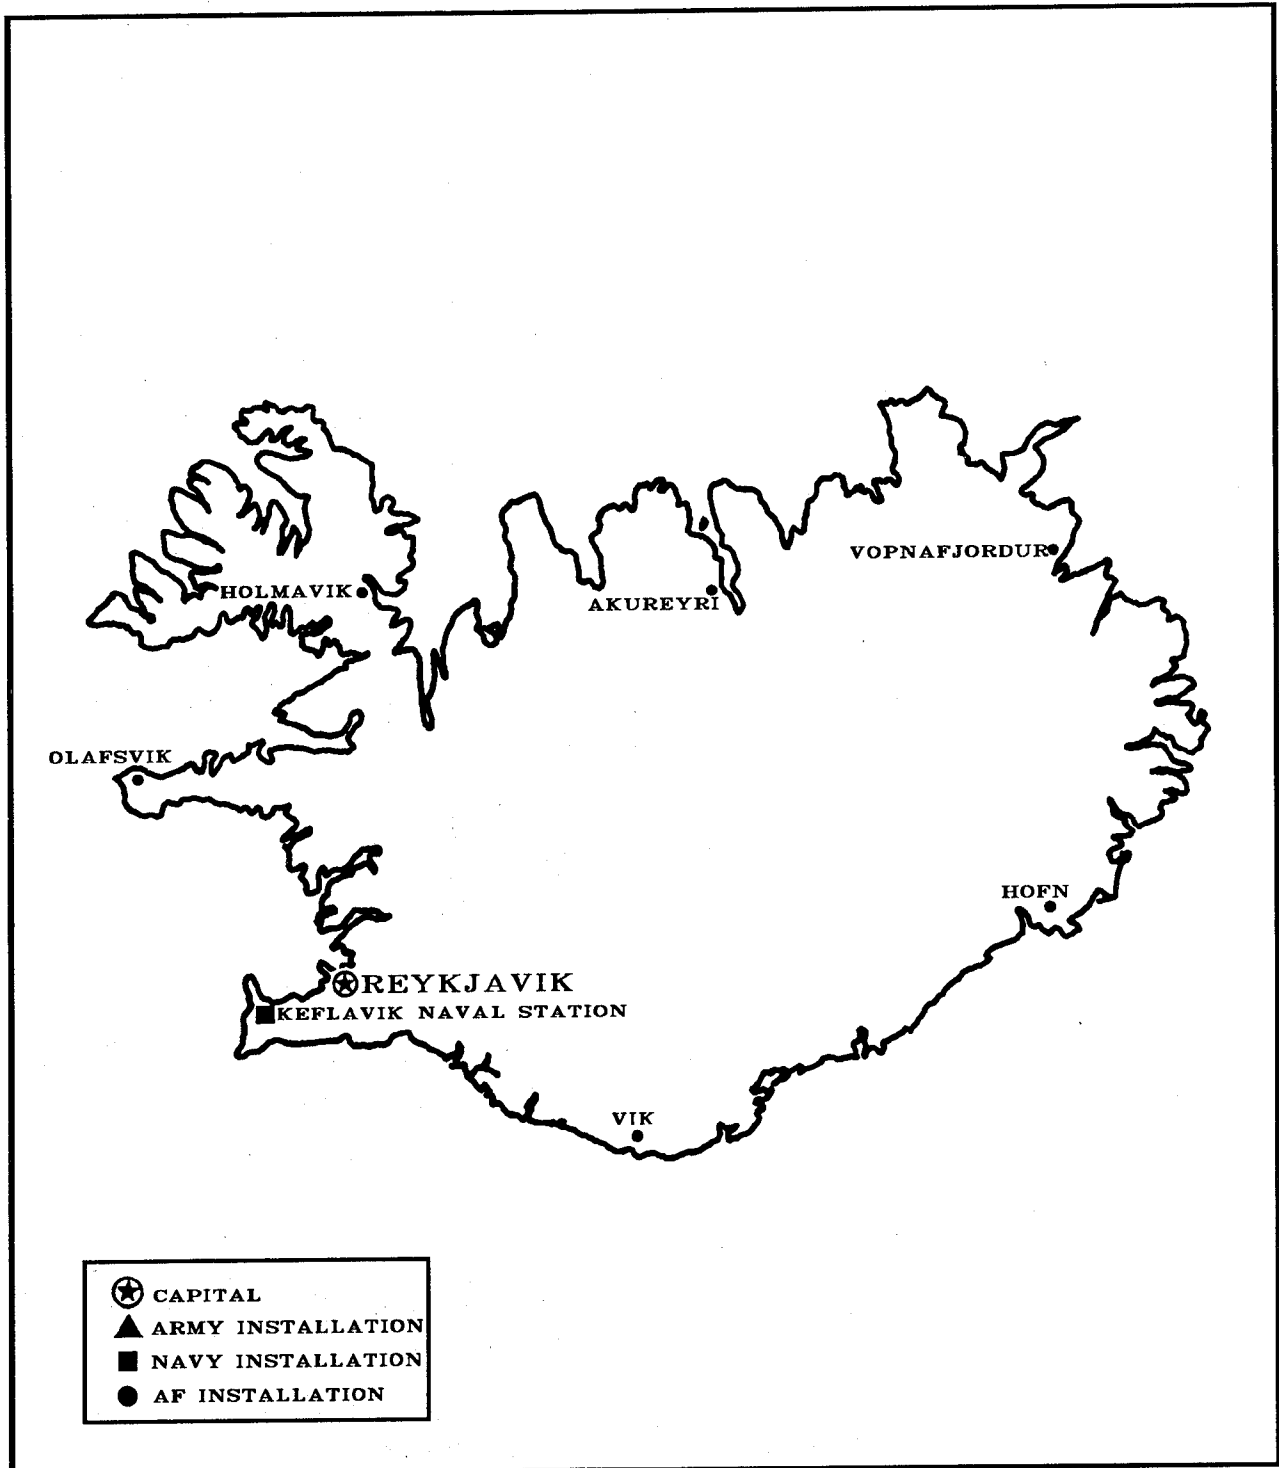 VOPNAFJORDUR
HOLMAVIK
AKUREYRI
OLAFSVIK
HOFN
REYKJAVIK
KEFLAVIK NAVAL STATION
VIK
CAPITAL
ARMY INSTALLATION
NAVY INSTALLATION
AF INSTALLATION